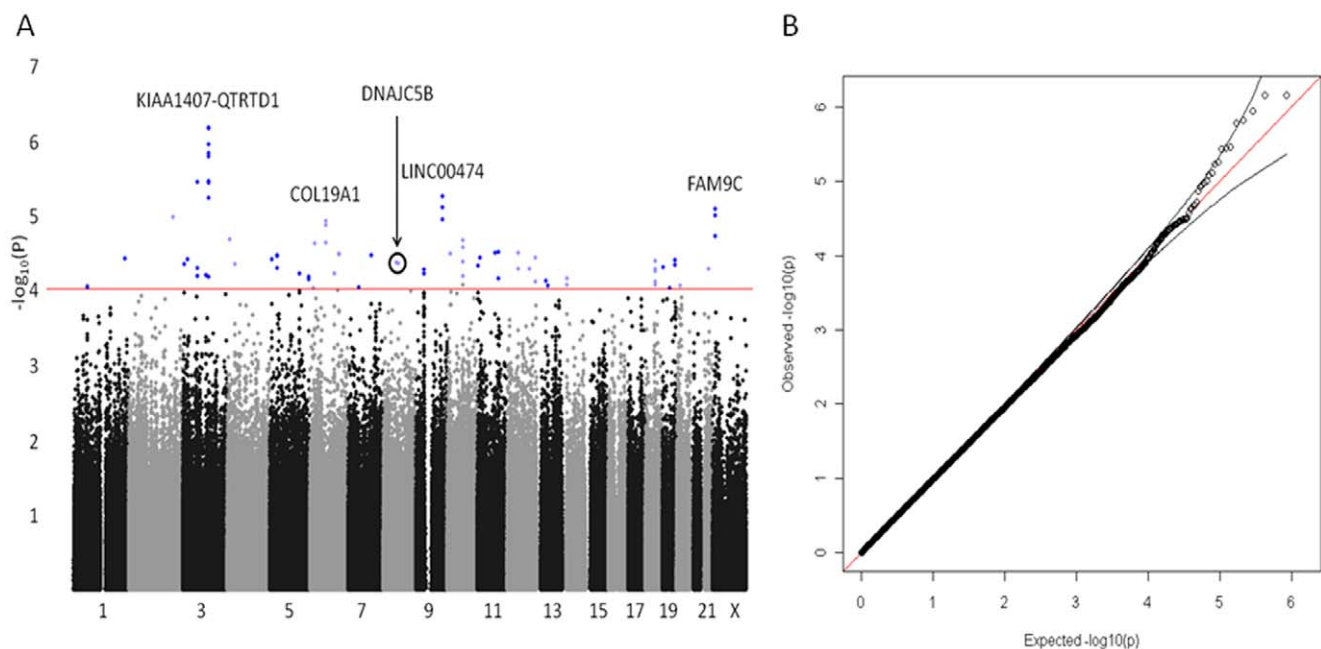 A
B
7
6
5
4
3
2
1
-log10(P)
KIAA1407-QTRTD1
DNAJC5B
COL19A1
LINC00474
FAM9C
1 3 5 7 9 11 13 15 17 19 21 X
6
5
4
3
2
1
0
Observed -log10(p)
0 1 2 3 4 5 6
Expected -log10(p)